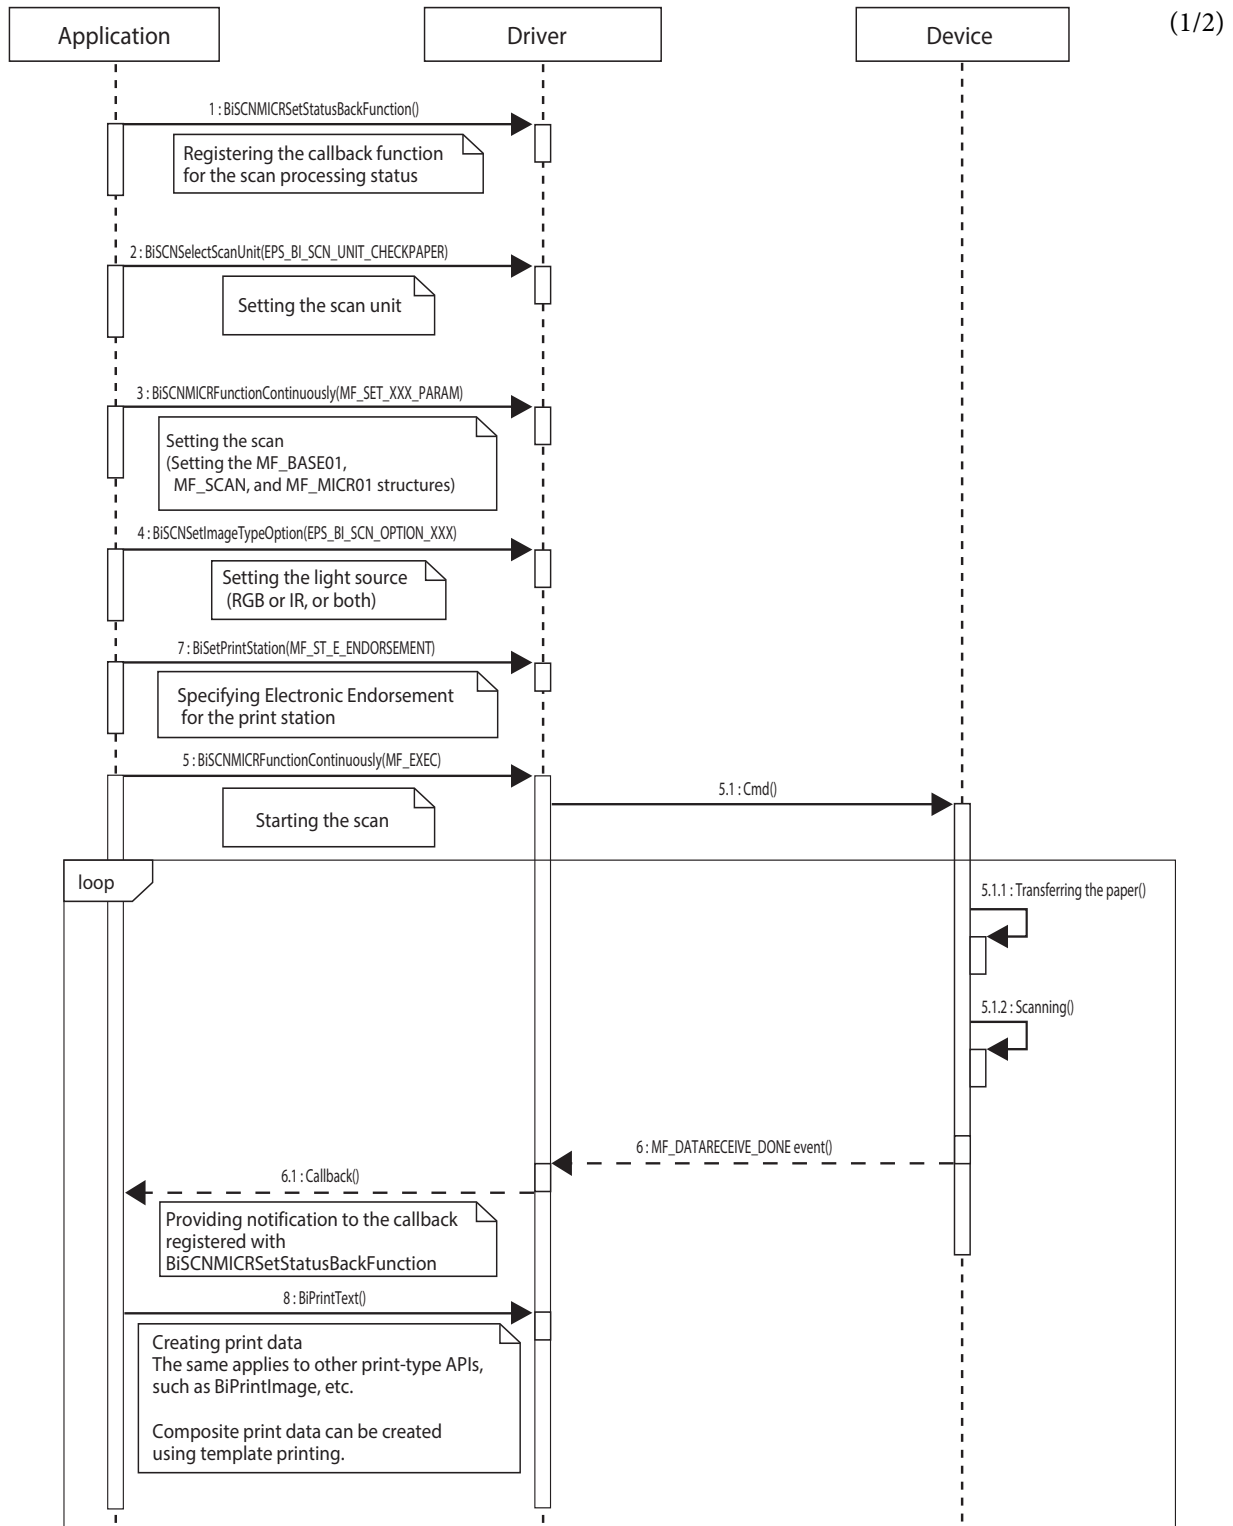 (1/2)
Application
Driver
Device
1 : BiSCNMICRSetStatusBackFunction()
Registering the callback function
for the scan processing status
2 : BiSCNSelectScanUnit(EPS_BI_SCN_UNIT_CHECKPAPER)
Setting the scan unit
3 : BiSCNMICRFunctionContinuously(MF_SET_XXX_PARAM)
Setting the scan
(Setting the MF_BASE01,
MF_SCAN, and MF_MICR01 structures)
4 : BiSCNSetImageTypeOption(EPS_BI_SCN_OPTION_XXX)
Setting the light source
(RGB or IR, or both)
7 : BiSetPrintStation(MF_ST_E_ENDORSEMENT)
Specifying Electronic Endorsement
for the print station
5 : BiSCNMICRFunctionContinuously(MF_EXEC)
Starting the scan
5.1 : Cmd()
loop
5.1.1 : Transferring the paper()
5.1.2 : Scanning()
6 : MF_DATARECEIVE_DONE event()
6.1 : Callback()
Providing notification to the callback
registered with
BiSCNMICRSetStatusBackFunction
8 : BiPrintText()
Creating print data
The same applies to other print-type APIs,
such as BiPrintImage, etc.
Composite print data can be created
using template printing.